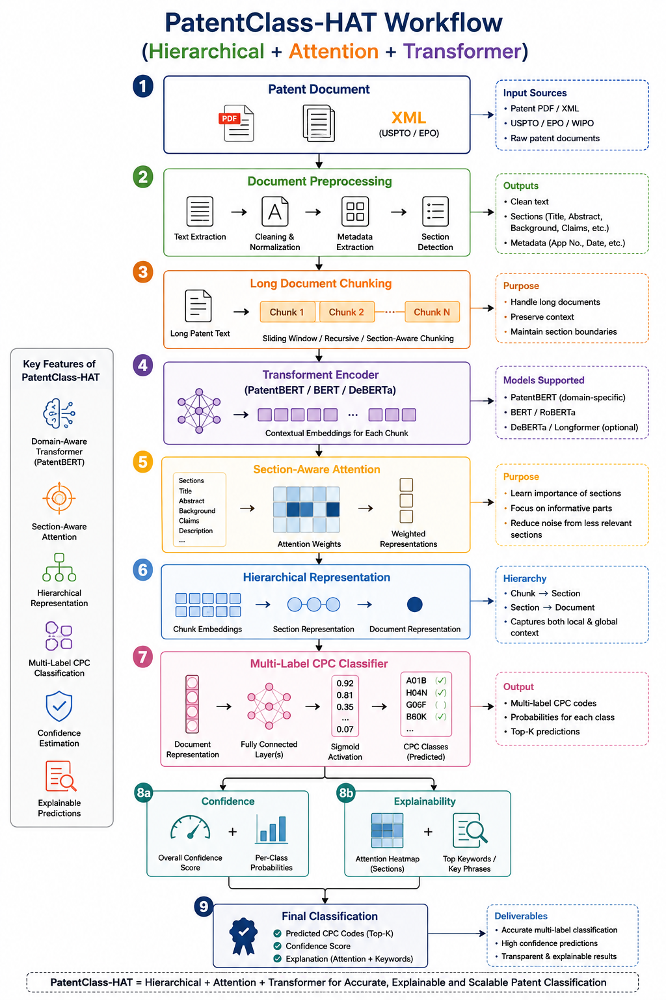 PatentClass-HAT Workflow
(Hierarchical + Attention + Transformer)
1
Patent Document
PDF
XML
(USPTO / EPO)
Input Sources
• Patent PDF / XML
• USPTO / EPO / WIPO
• Raw patent documents
2
Document Preprocessing
Text Extraction
Cleaning &
Normalization
Metadata
Extraction
Section
Detection
Outputs
• Clean text
• Sections (Title, Abstract,
Background, Claims, etc.)
• Metadata (App No., Date, etc.)
3
Long Document Chunking
Long Patent Text
Chunk 1
Chunk 2
...
Chunk N
Sliding Window / Recursive / Section-Aware Chunking
Purpose
• Handle long documents
• Preserve context
• Maintain section boundaries
4
Transforment Encoder
(PatentBERT / BERT / DeBERTa)
...
Contextual Embeddings for Each Chunk
Models Supported
• PatentBERT (domain-specific)
• BERT / RoBERTa
• DeBERTa / Longformer (optional)
5
Section-Aware Attention
Sections
Title
Abstract
Background
Claims
Description
...
Attention Weights
Weighted
Representations
Purpose
• Learn importance of sections
• Focus on informative parts
• Reduce noise from less relevant
sections
6
Hierarchical Representation
Chunk Embeddings
Section Representation
Document Representation
Hierarchy
• Chunk → Section
• Section → Document
• Captures both local & global
context
7
Multi-Label CPC Classifier
Document
Representation
Fully Connected
Layer(s)
0.92
0.81
0.35
...
0.07
Sigmoid
Activation
A01B (✓)
H04N (✓)
G06F ( )
B60K (✓)
...
CPC Classes
(Predicted)
Output
• Multi-label CPC codes
• Probabilities for each class
• Top-K predictions
8a
Confidence
+
Overall Confidence
Score
Per-Class
Probabilities
8b
Explainability
+
Attention Heatmap
(Sections)
Top Keywords /
Key Phrases
9
Final Classification
Predicted CPC Codes (Top-K)
Confidence Score
Explanation (Attention + Keywords)
Deliverables
• Accurate multi-label classification
• High confidence predictions
• Transparent & explainable results
Key Features of
PatentClass-HAT
Domain-Aware
Transformer
(PatentBERT)
Section-Aware
Attention
Hierarchical
Representation
Multi-Label CPC
Classification
Confidence
Estimation
Explainable
Predictions
PatentClass-HAT = Hierarchical + Attention + Transformer for Accurate, Explainable and Scalable Patent Classification